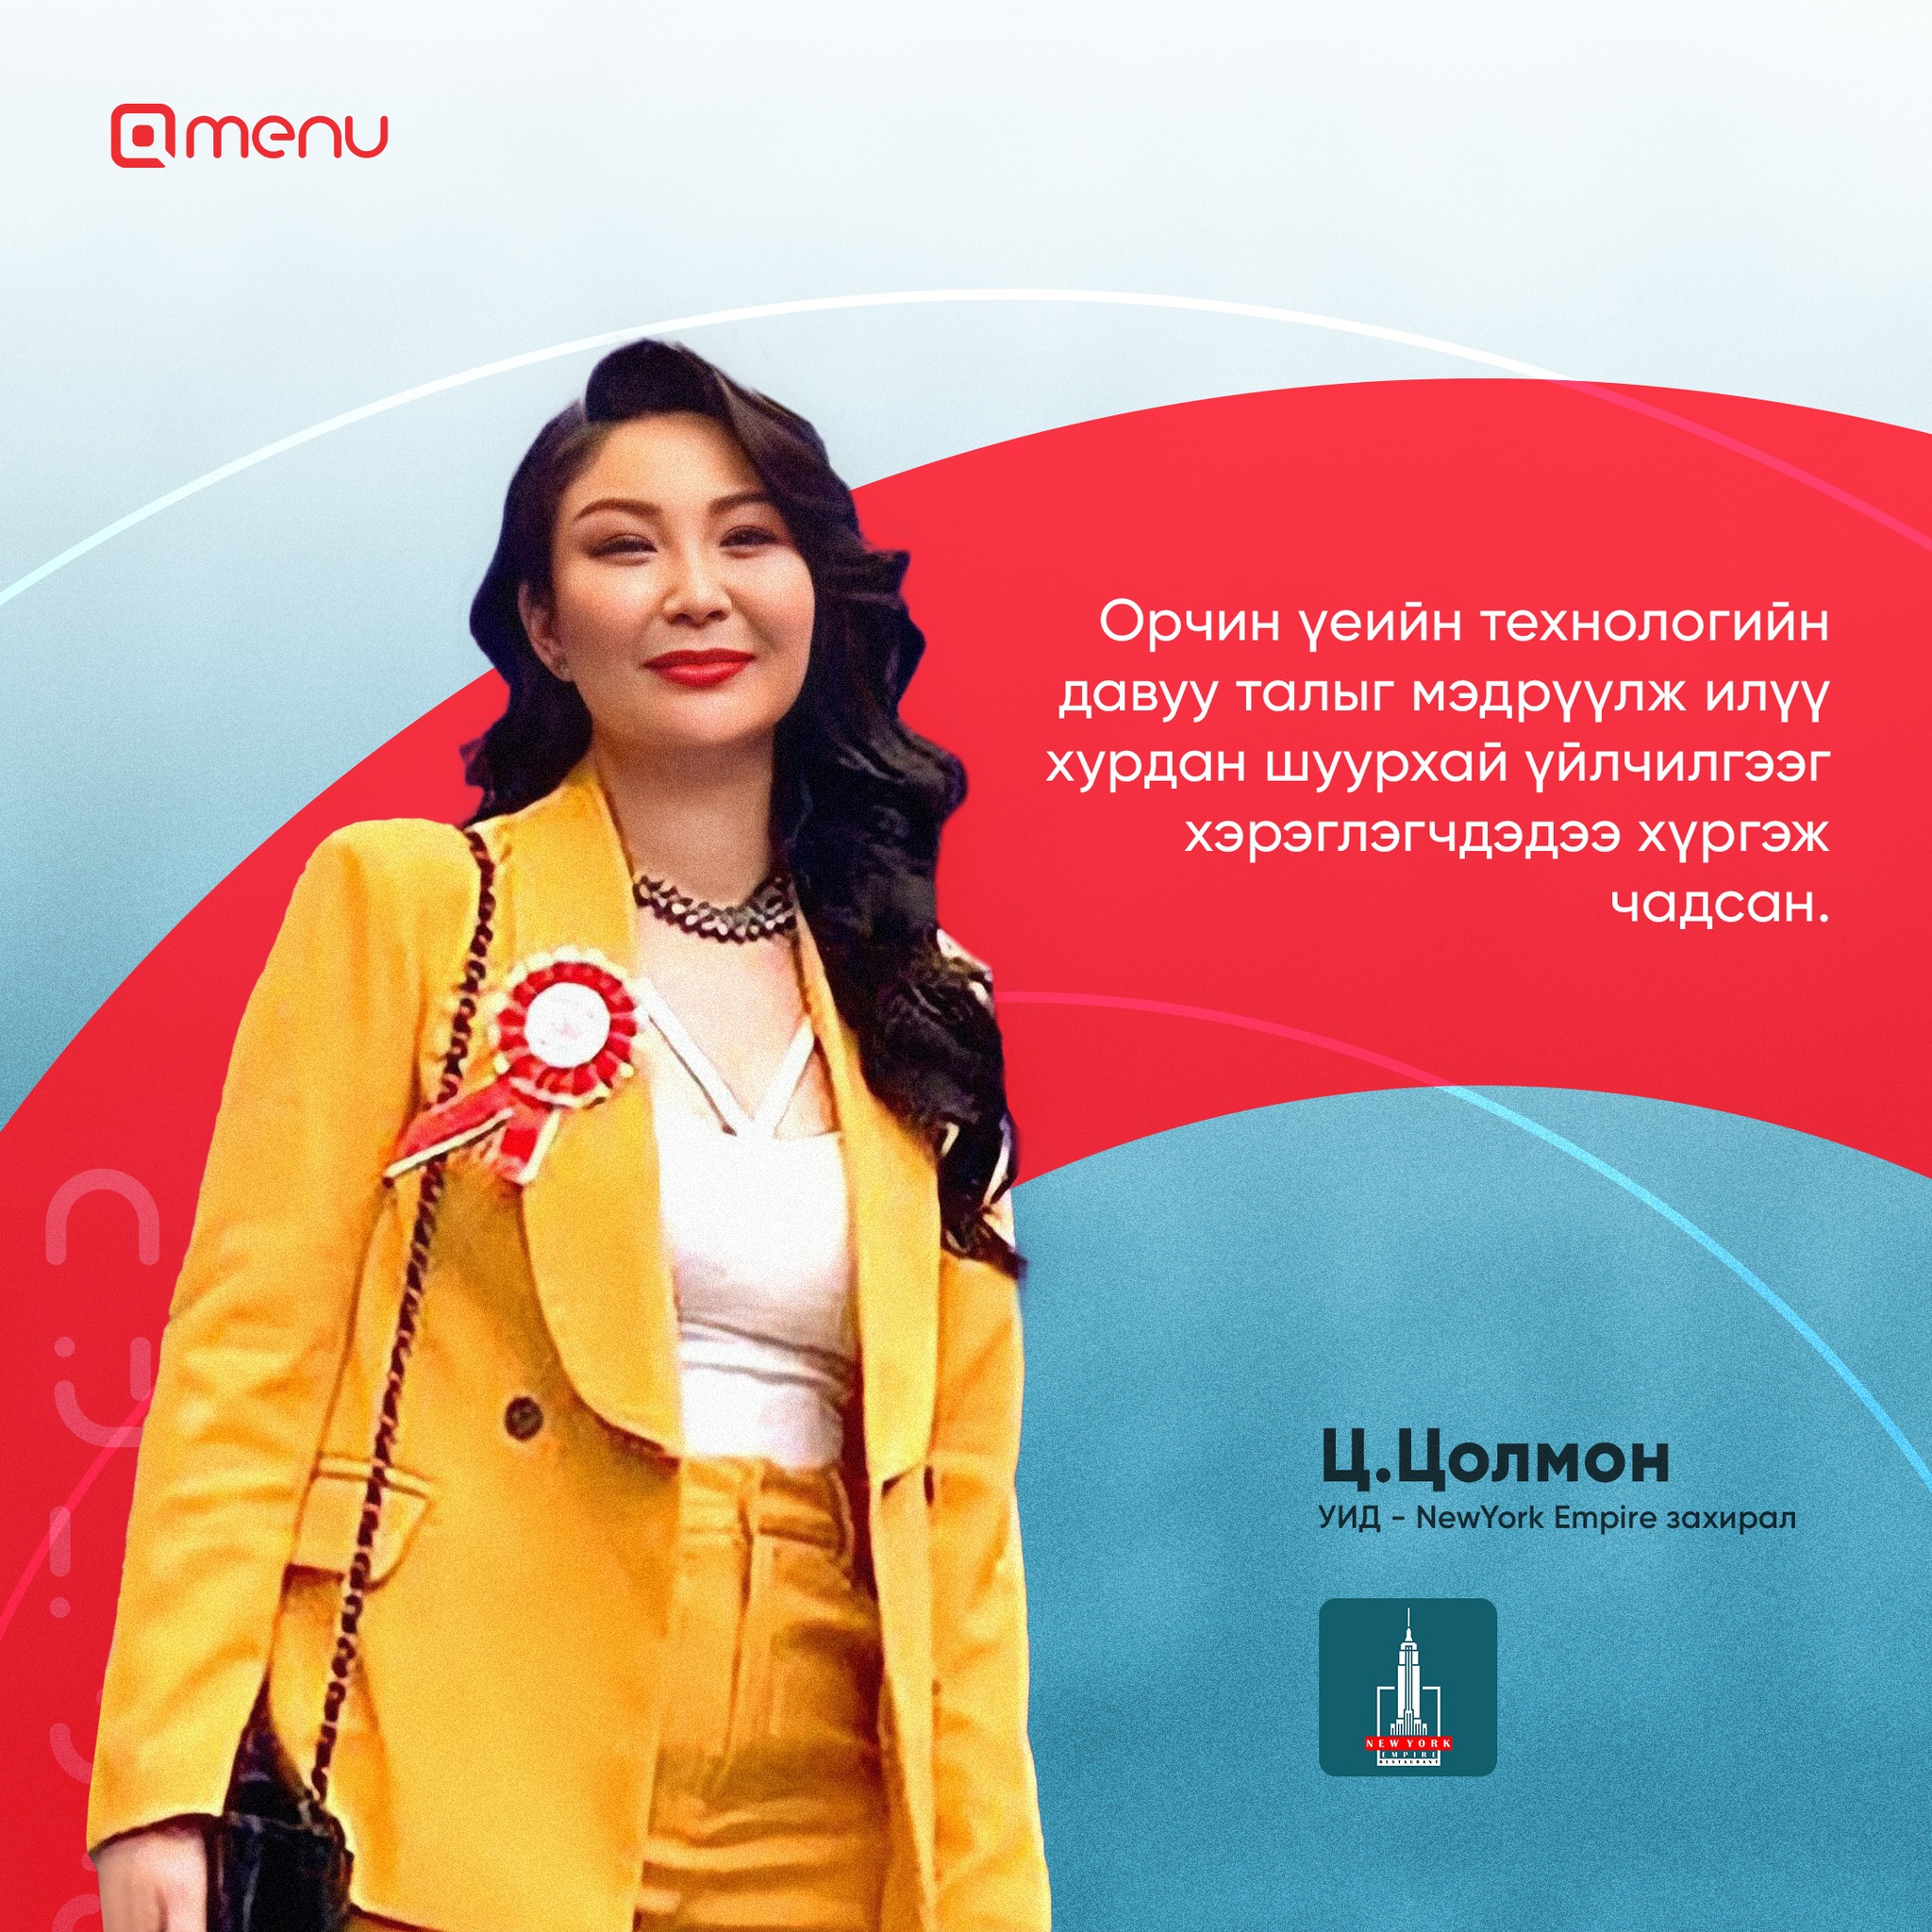 menu
Орчин үеийн технологийн
давуу талыг мэдрүүлж илүү
хурдан шуурхай үйлчилгээг
хэрэглэгчдэдээ хүргэж
чадсан.
Ц.Цолмон
УИД - NewYork Empire захирал
NEW YORK
EMPIRE
RESTAURANT